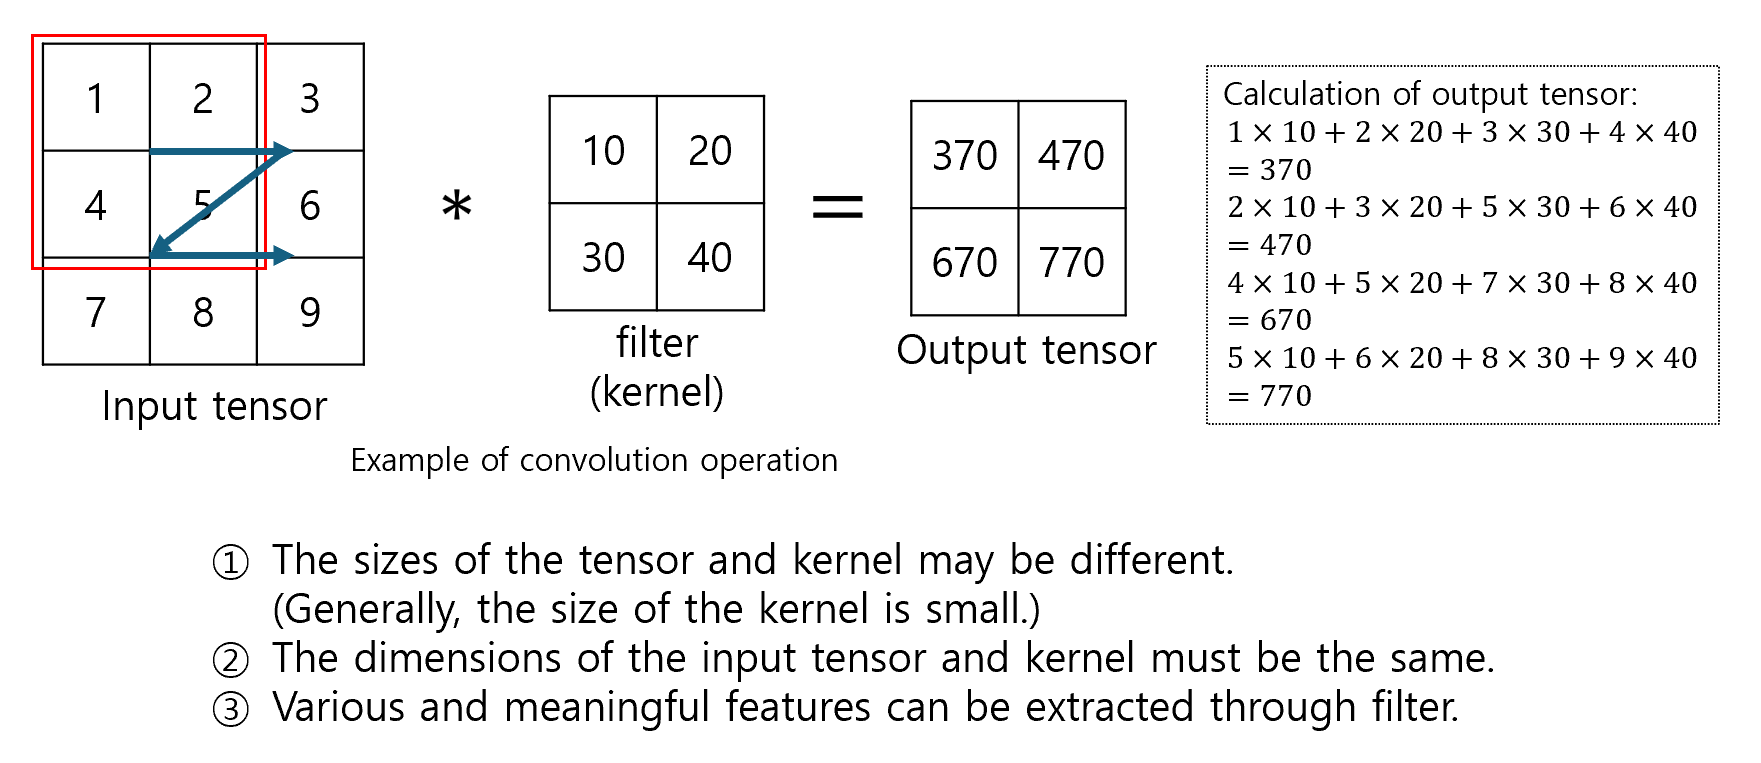 1 2 3
4 5 6
7 8 9
Input tensor
*
10 20
30 40
filter
(kernel)
=
370 470
670 770
Output tensor
Calculation of output tensor:
1 × 10 + 2 × 20 + 3 × 30 + 4 × 40
= 370
2 × 10 + 3 × 20 + 5 × 30 + 6 × 40
= 470
4 × 10 + 5 × 20 + 7 × 30 + 8 × 40
= 670
5 × 10 + 6 × 20 + 8 × 30 + 9 × 40
= 770
Example of convolution operation
① The sizes of the tensor and kernel may be different.
(Generally, the size of the kernel is small.)
② The dimensions of the input tensor and kernel must be the same.
③ Various and meaningful features can be extracted through filter.